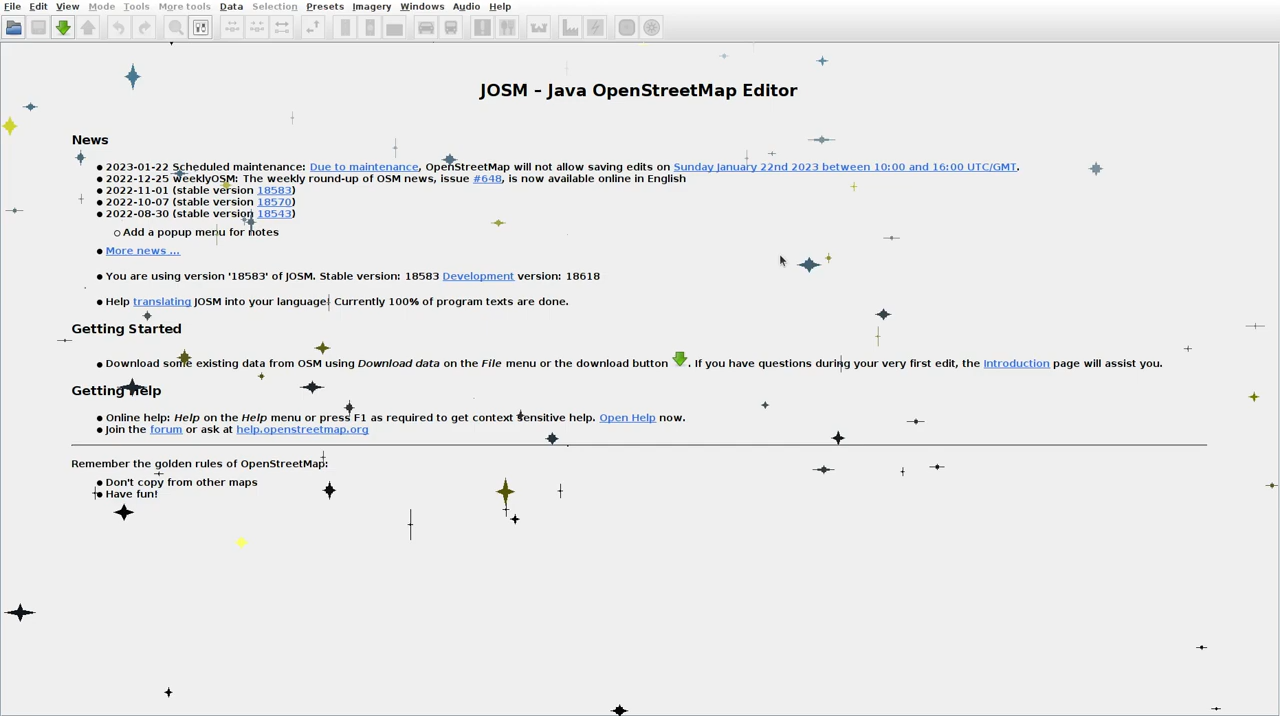 File Edit View Mode Tools More tools Data Selection Presets Imagery Windows Audio Help
JOSM – Java OpenStreetMap Editor
News
● 2023-01-22 Scheduled maintenance: Due to maintenance, OpenStreetMap will not allow saving edits on Sunday January 22nd 2023 between 10:00 and 16:00 UTC/GMT.
● 2022-12-25 weeklyOSM: The weekly round-up of OSM news, issue #648, is now available online in English
● 2022-11-01 (stable version 18583)
● 2022-10-07 (stable version 18570)
● 2022-08-30 (stable version 18543)
○ Add a popup menu for notes
● More news ...
● You are using version '18583' of JOSM. Stable version: 18583 Development version: 18618
● Help translating JOSM into your language! Currently 100% of program texts are done.
Getting Started
● Download some existing data from OSM using Download data on the File menu or the download button . If you have questions during your very first edit, the Introduction page will assist you.
Getting Help
● Online help: Help on the Help menu or press F1 as required to get context sensitive help. Open Help now.
● Join the forum or ask at help.openstreetmap.org
Remember the golden rules of OpenStreetMap:
● Don't copy from other maps
● Have fun!